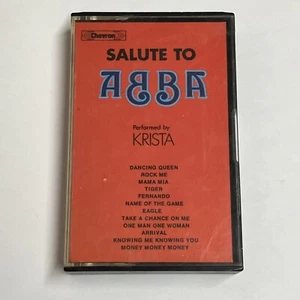 Chevron
SALUTE TO
ABBA
Performed by
KRISTA
DANCING QUEEN
ROCK ME
MAMA MIA
TIGER
FERNANDO
NAME OF THE GAME
EAGLE
TAKE A CHANCE ON ME
ONE MAN ONE WOMAN
ARRIVAL
KNOWING ME KNOWING YOU
MONEY MONEY MONEY